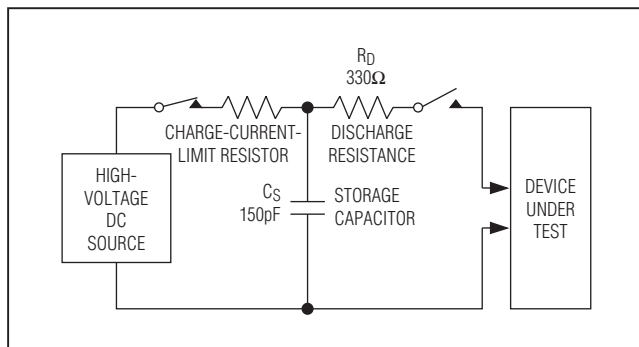 R_D
330Ω
CHARGE-CURRENT-
LIMIT RESISTOR
DISCHARGE
RESISTANCE
HIGH-
VOLTAGE
DC
SOURCE
C_S
150pF
STORAGE
CAPACITOR
DEVICE
UNDER
TEST